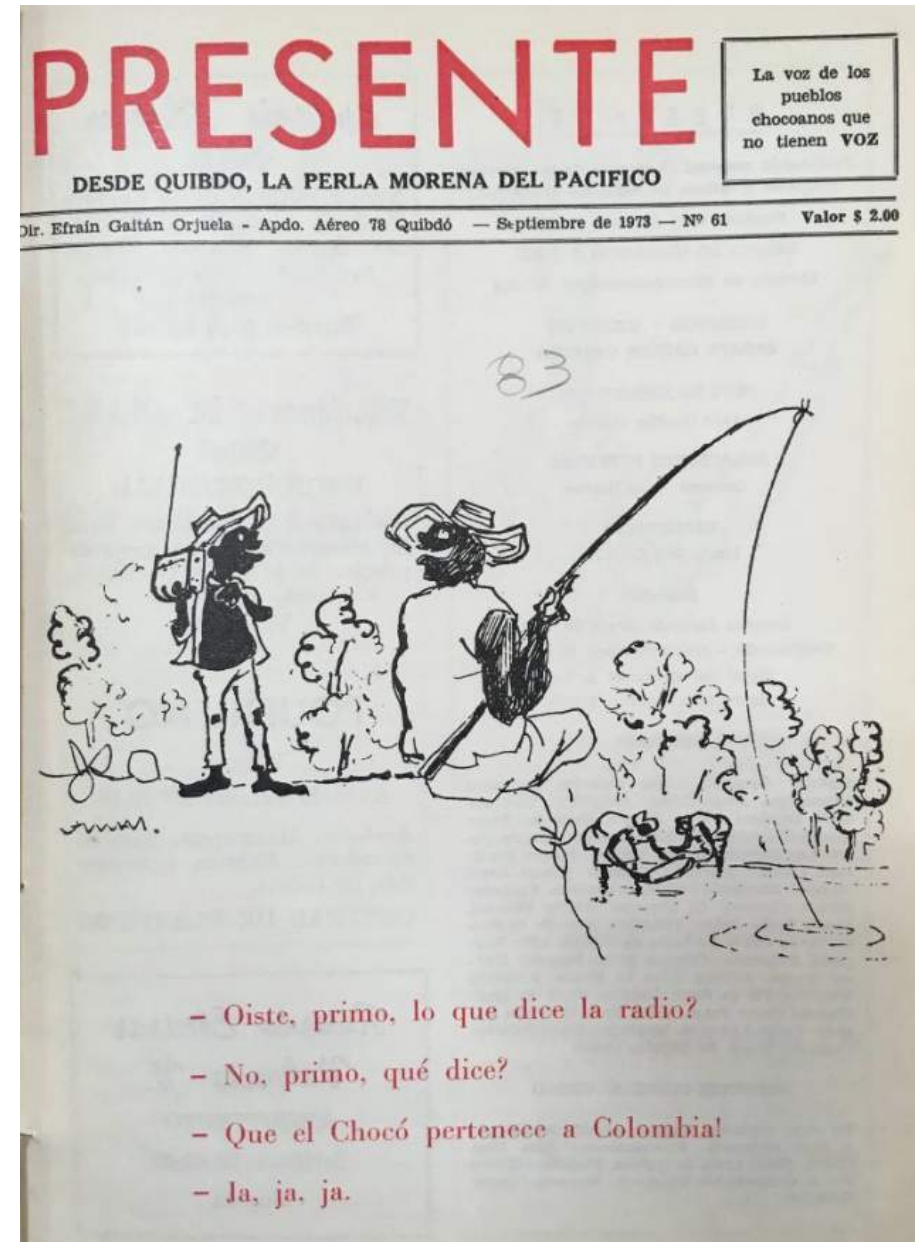 PRESENTE
La voz de los
pueblos
chocoanos que
no tienen VOZ
DESDE QUIBDO, LA PERLA MORENA DEL PACIFICO
Dir. Efraín Gaitán Orjuela - Apdo. Aéreo 78 Quibdó — Septiembre de 1973 — Nº 61 Valor $ 2.00
83
– Oiste, primo, lo que dice la radio?
– No, primo, qué dice?
– Que el Chocó pertenece a Colombia!
– Ja, ja, ja.